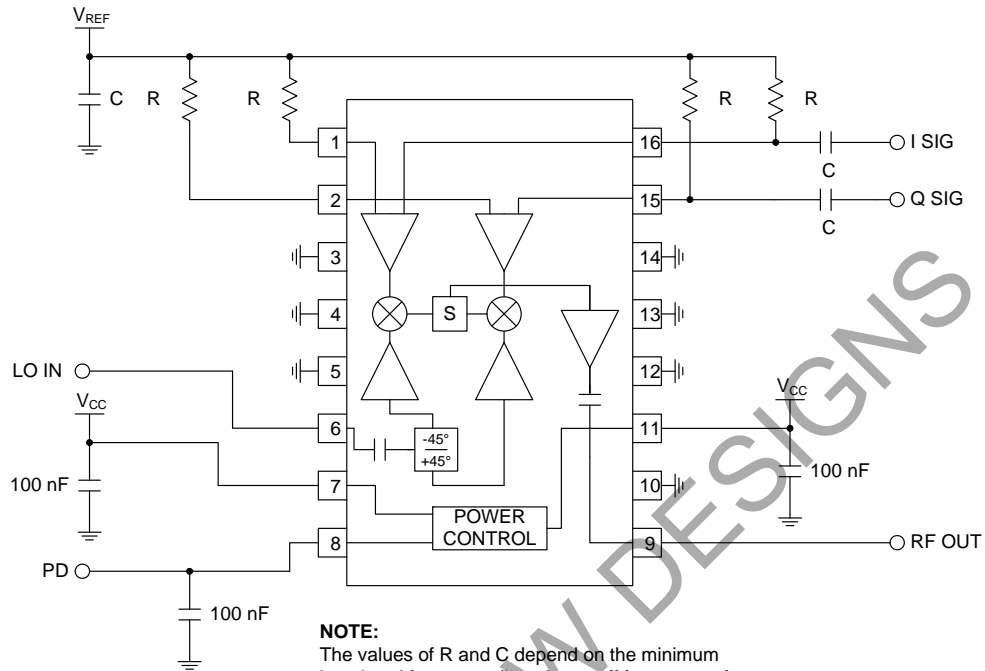 VREF
C
R
R
R
R
1
16
I SIG
C
2
15
Q SIG
C
3
14
4
S
13
5
12
LO IN
VCC
VCC
6
-45°
+45°
11
100 nF
100 nF
7
10
POWER
CONTROL
8
9
RF OUT
PD
100 nF
NOTE:
The values of R and C depend on the minimum
W DESIGNS